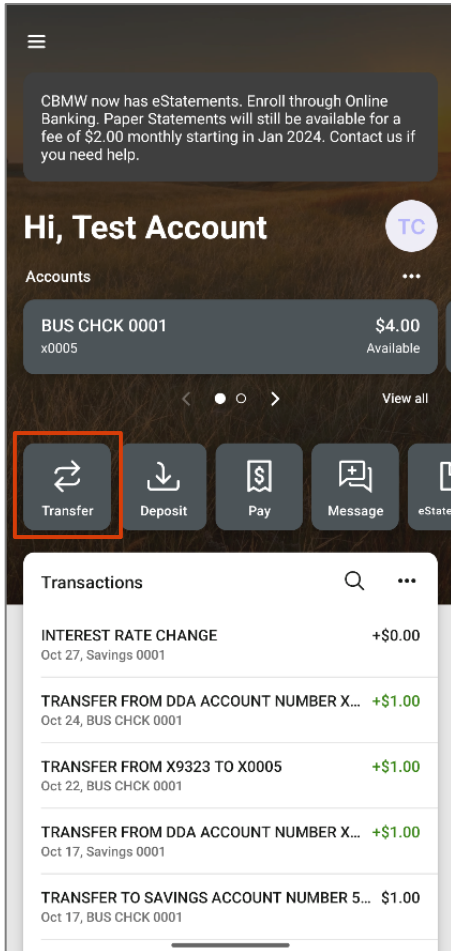 CBMW now has eStatements. Enroll through Online
Banking. Paper Statements will still be available for a
fee of $2.00 monthly starting in Jan 2024. Contact us if
you need help.
Hi, Test Account
TC
Accounts
BUS CHCK 0001
$4.00
x0005
Available
View all
Transfer
Deposit
Pay
Message
eState
Transactions
INTEREST RATE CHANGE
+$0.00
Oct 27, Savings 0001
TRANSFER FROM DDA ACCOUNT NUMBER X...
+$1.00
Oct 24, BUS CHCK 0001
TRANSFER FROM X9323 TO X0005
+$1.00
Oct 22, BUS CHCK 0001
TRANSFER FROM DDA ACCOUNT NUMBER X...
+$1.00
Oct 17, Savings 0001
TRANSFER TO SAVINGS ACCOUNT NUMBER 5...
$1.00
Oct 17, BUS CHCK 0001